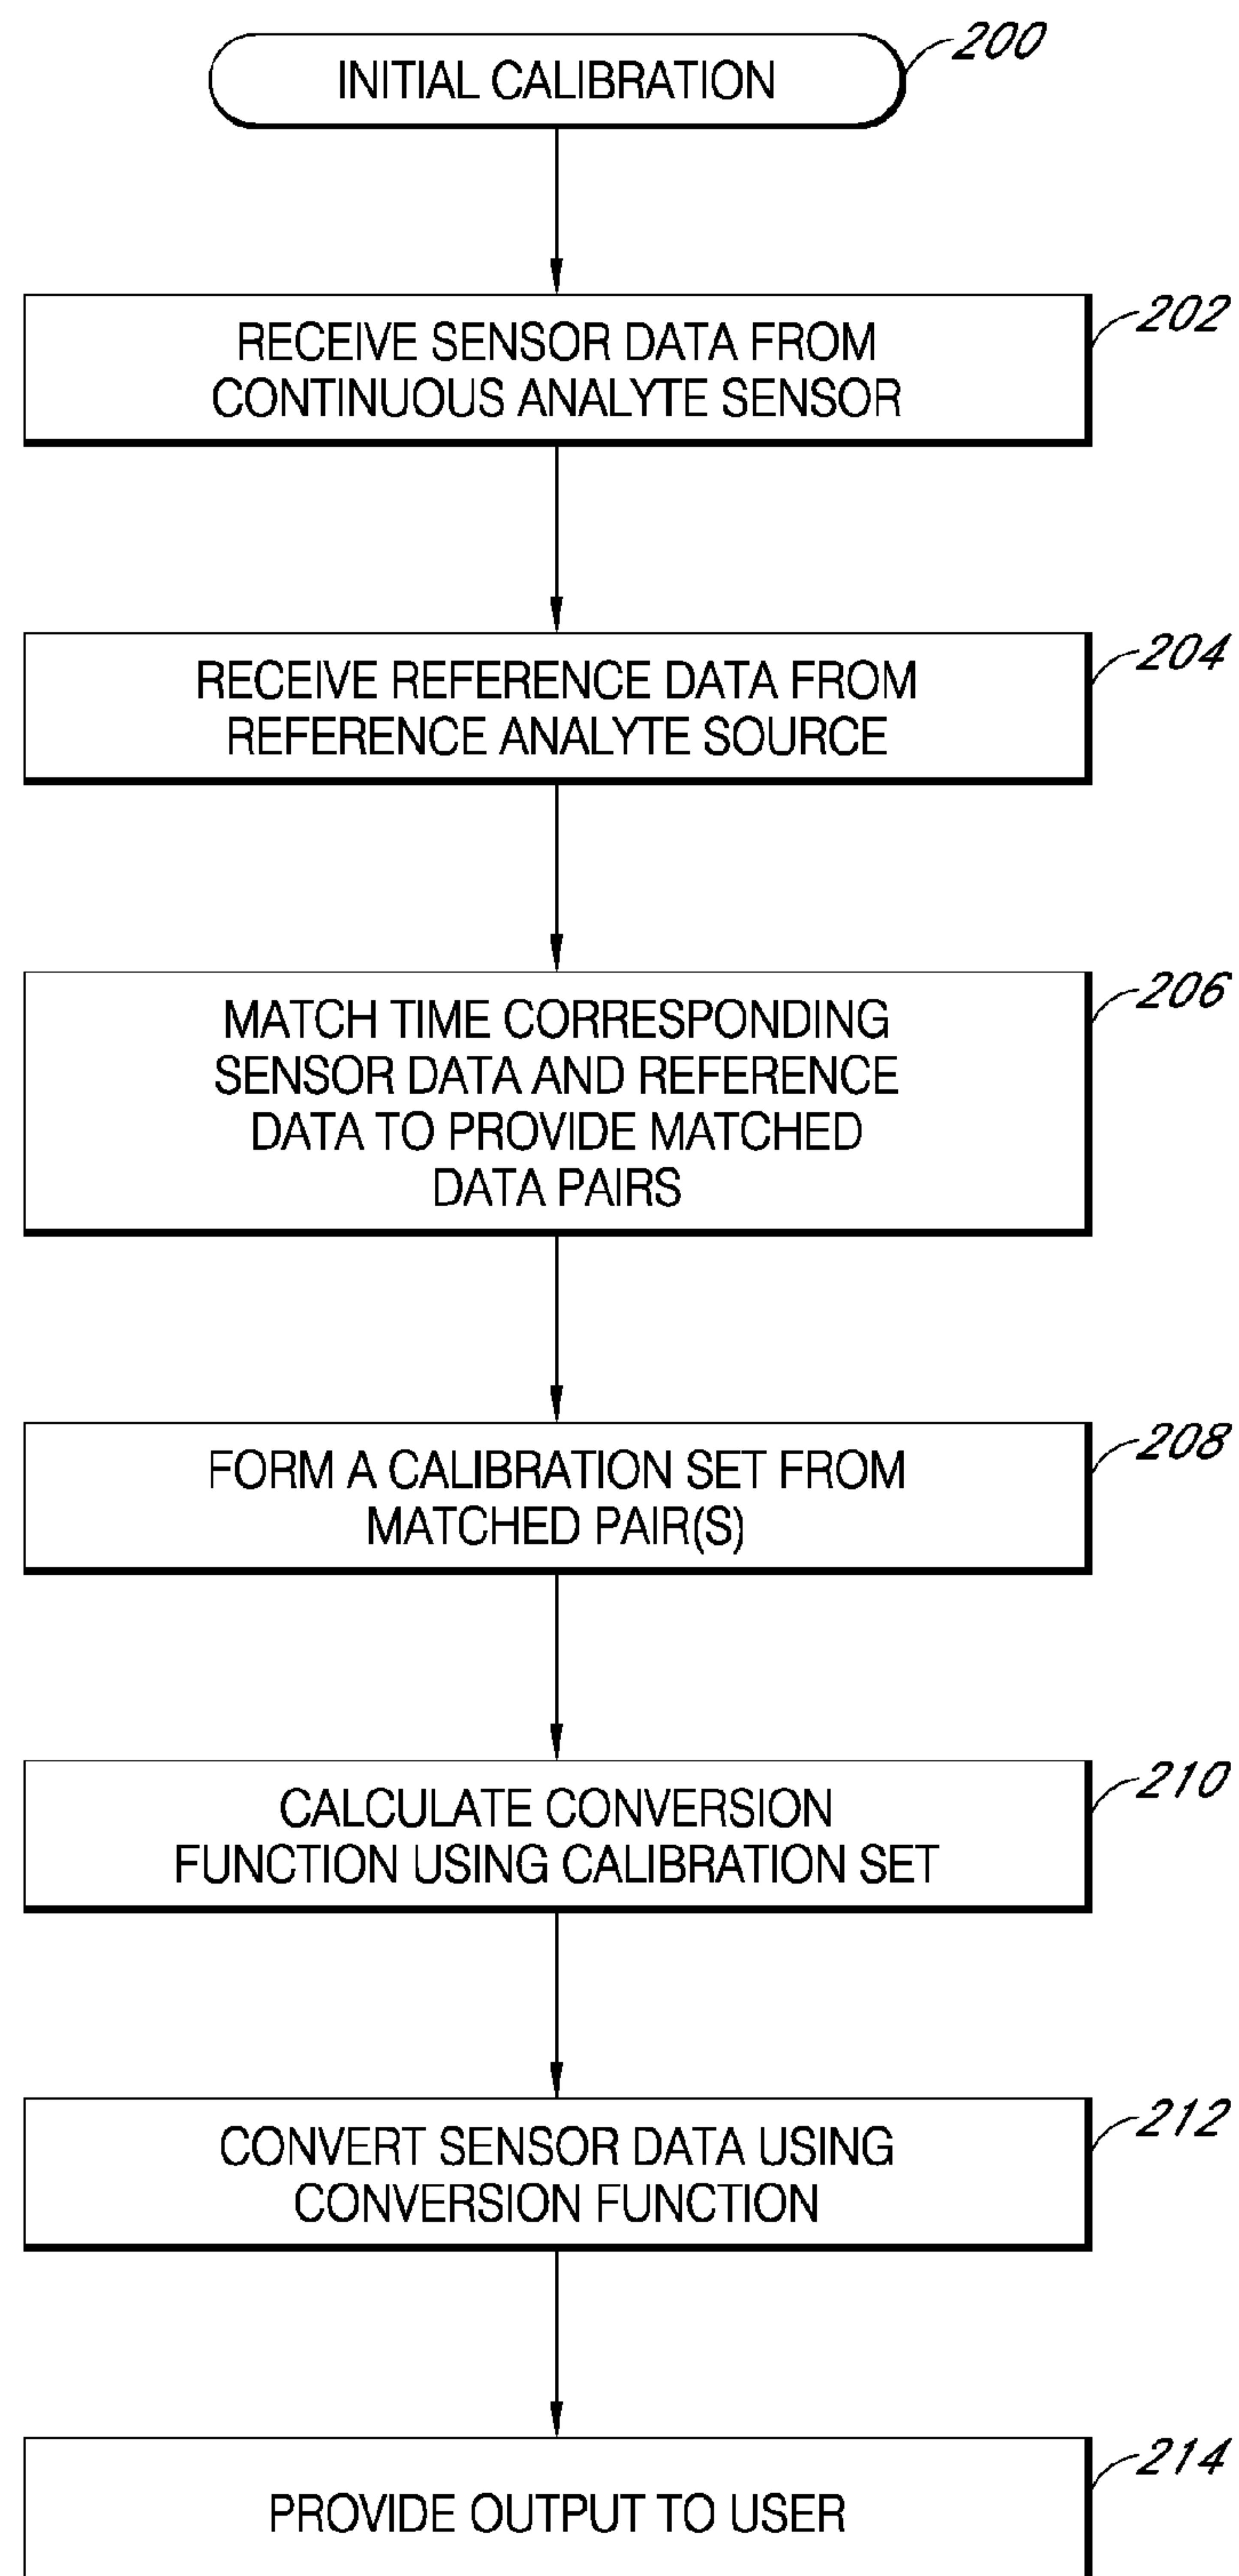 INITIAL CALIBRATION
200
RECEIVE SENSOR DATA FROM
CONTINUOUS ANALYTE SENSOR
202
RECEIVE REFERENCE DATA FROM
REFERENCE ANALYTE SOURCE
204
MATCH TIME CORRESPONDING
SENSOR DATA AND REFERENCE
DATA TO PROVIDE MATCHED
DATA PAIRS
206
FORM A CALIBRATION SET FROM
MATCHED PAIR(S)
208
CALCULATE CONVERSION
FUNCTION USING CALIBRATION SET
210
CONVERT SENSOR DATA USING
CONVERSION FUNCTION
212
PROVIDE OUTPUT TO USER
214